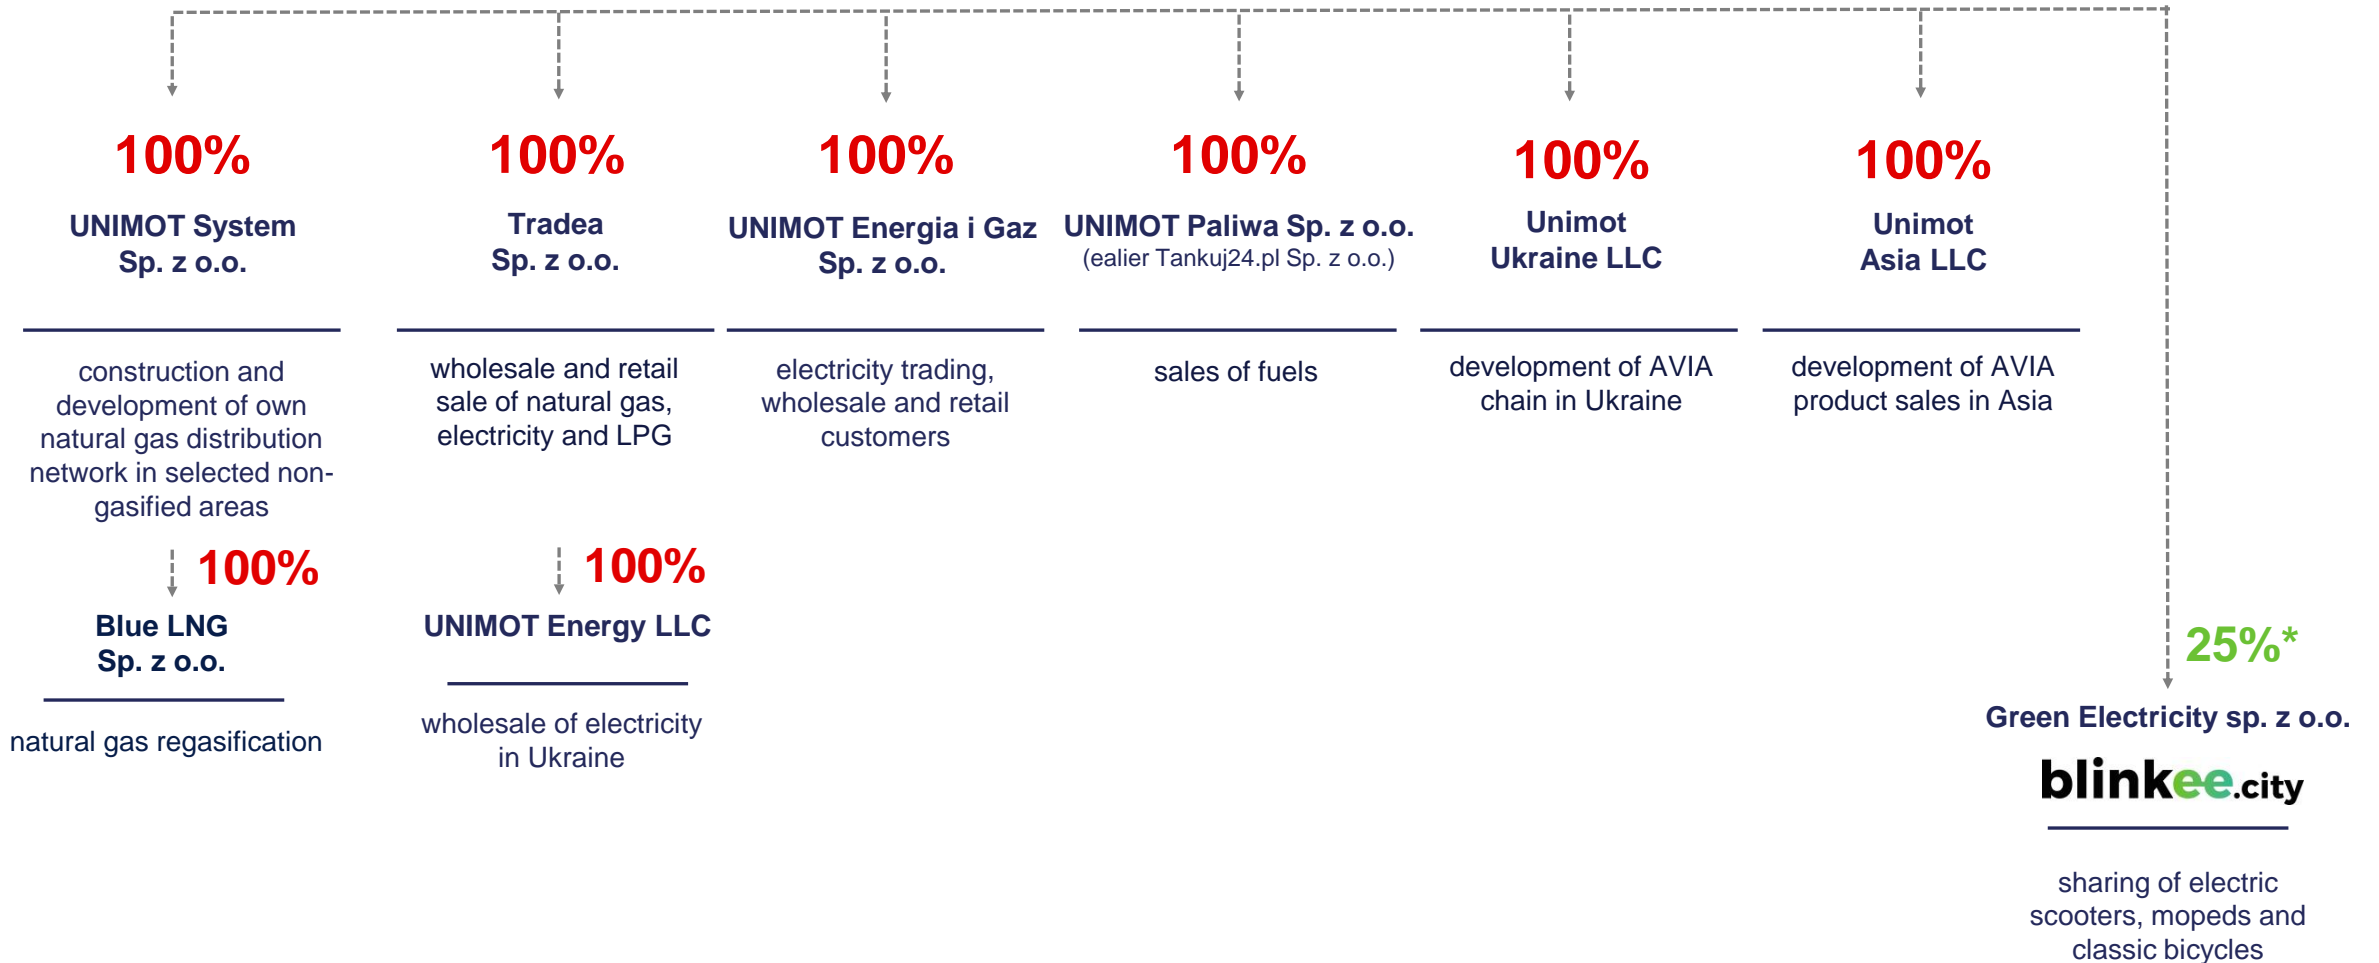 100%
UNIMOT System
Sp. z o.o.
construction and
development of own
natural gas distribution
network in selected non-
gasified areas
100%
Blue LNG
Sp. z o.o.
natural gas regasification
100%
Tradea
Sp. z o.o.
wholesale and retail
sale of natural gas,
electricity and LPG
100%
UNIMOT Energy LLC
wholesale of electricity
in Ukraine
100%
UNIMOT Energia i Gaz
Sp. z o.o.
electricity trading,
wholesale and retail
customers
100%
UNIMOT Paliwa Sp. z o.o.
(ealier Tankuj24.pl Sp. z o.o.)
sales of fuels
100%
Unimot
Ukraine LLC
development of AVIA
chain in Ukraine
100%
Unimot
Asia LLC
development of AVIA
product sales in Asia
25%*
Green Electricity sp. z o.o.
blinkee.city
sharing of electric
scooters, mopeds and
classic bicycles